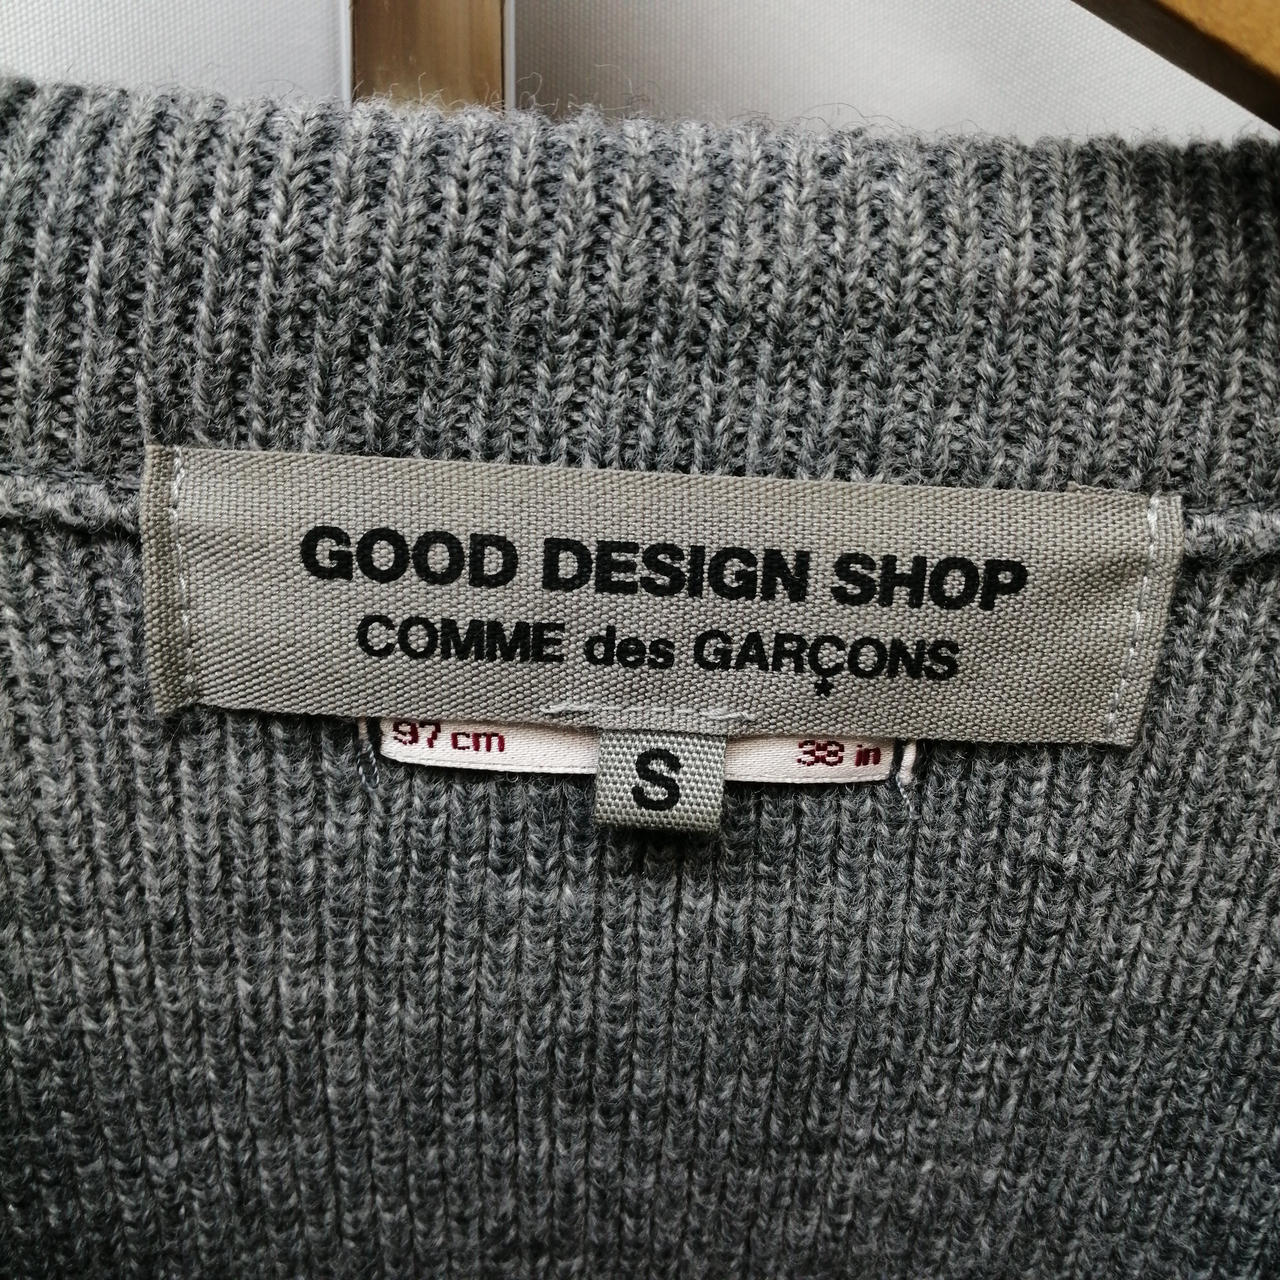 GOOD DESIGN SHOP
COMME des GARÇONS
97 cm 38 in
S